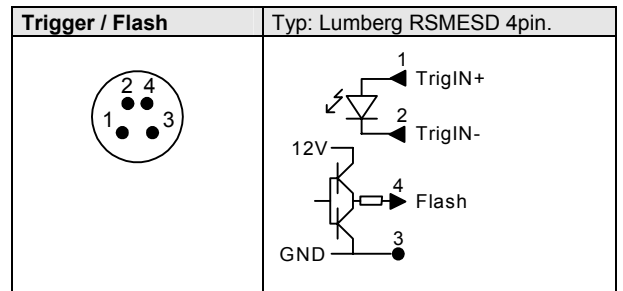 Trigger / Flash
Typ: Lumberg RSMESD 4pin.
2 4
1 3
1
TrigIN+
2
TrigIN-
12V
4
Flash
3
GND